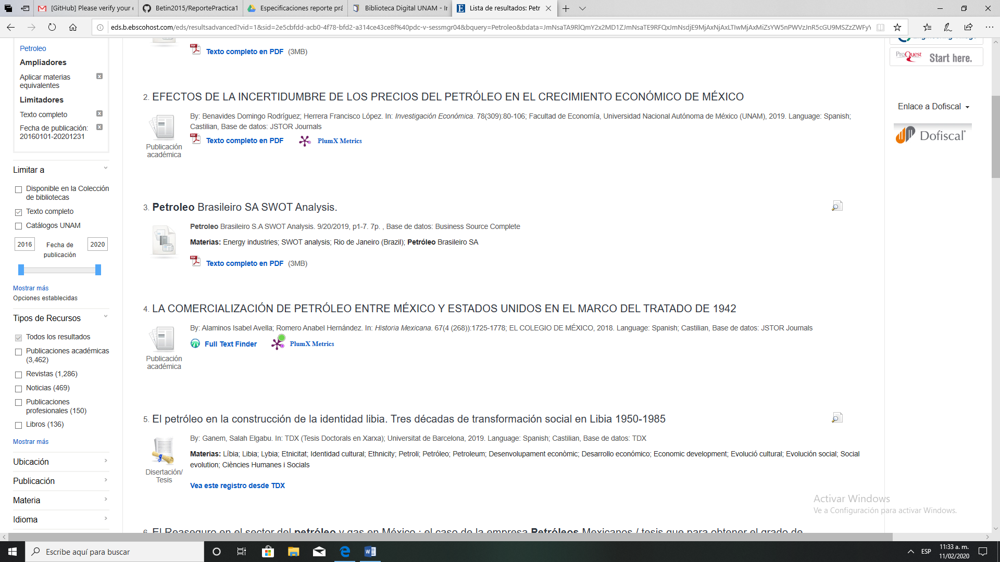 [GitHub] Please verify your e
Betin2015/ReportePractica1
Especificaciones reporte prá
Biblioteca Digital UNAM - Ir
Lista de resultados: Petr
eds.b.ebscohost.com/eds/resultsadvanced?vid=1&sid=2e5cbfdd-acb0-4f78-bfd2-a314ce43ce8f%40pdc-v-sessmgr04&bquery=Petroleo&bdata=JmNsaTA9RlQmY2x2MD1ZJmNsaTE9RFQxJmNsdjE9MjAxNjAxLTIwMjAxMiZsYW5nPWVzJnR5cGU9MSZzZWFyY
Petroleo
Ampliadores
Aplicar materias
equivalentes
Limitadores
Texto completo
Fecha de publicación:
20160101-20201231
Limitar a
Disponible en la Colección
de bibliotecas
Texto completo
Catálogos UNAM
2016
Fecha de
publicación
2020
Mostrar más
Opciones establecidas
Tipos de Recursos
Todos los resultados
Publicaciones académicas
(3,462)
Revistas (1,286)
Noticias (469)
Publicaciones
profesionales (150)
Libros (136)
Mostrar más
Ubicación
Publicación
Materia
Idioma
Texto completo en PDF (3MB)
2. EFECTOS DE LA INCERTIDUMBRE DE LOS PRECIOS DEL PETRÓLEO EN EL CRECIMIENTO ECONÓMICO DE MÉXICO
By: Benavides Domingo Rodríguez; Herrera Francisco López. In: Investigación Económica. 78(309):80-106; Facultad de Economía, Universidad Nacional Autónoma de México (UNAM), 2019. Language: Spanish;
Castilian, Base de datos: JSTOR Journals
Texto completo en PDF PlumX Metrics
Publicación
académica
3. Petroleo Brasileiro SA SWOT Analysis.
Petroleo Brasileiro S.A SWOT Analysis. 9/20/2019, p1-7. 7p. , Base de datos: Business Source Complete
Materias: Energy industries; SWOT analysis; Rio de Janeiro (Brazil); Petróleo Brasileiro SA
Texto completo en PDF (3MB)
4. LA COMERCIALIZACIÓN DE PETRÓLEO ENTRE MÉXICO Y ESTADOS UNIDOS EN EL MARCO DEL TRATADO DE 1942
By: Alaminos Isabel Avella; Romero Anabel Hernández. In: Historia Mexicana. 67(4 (268)):1725-1778; EL COLEGIO DE MÉXICO, 2018. Language: Spanish; Castilian, Base de datos: JSTOR Journals
Full Text Finder PlumX Metrics
Publicación
académica
5. El petróleo en la construcción de la identidad libia. Tres décadas de transformación social en Libia 1950-1985
By: Ganem, Salah Elgabu. In: TDX (Tesis Doctorals en Xarxa); Universitat de Barcelona, 2019. Language: Spanish; Castilian, Base de datos: TDX
Materias: Líbia; Libia; Lybia; Etnicitat; Identidad cultural; Ethnicity; Petroli; Petróleo; Petroleum; Desenvolupament econòmic; Desarrollo económico; Economic development; Evolució cultural; Evolución social; Social
evolution; Ciències Humanes i Socials
Disertación/
Tesis
Vea este registro desde TDX
6. El Reaseguro en el sector del petróleo y gas en México : el caso de la empresa Petróleos Mexicanos / tesis que para obtener el grado de
ProQuest Start here.
Enlace a Dofiscal
Dofiscal
Activar Windows
Ve a Configuración para activar Windows.
Escribe aquí para buscar
ESP
11:33 a. m.
11/02/2020